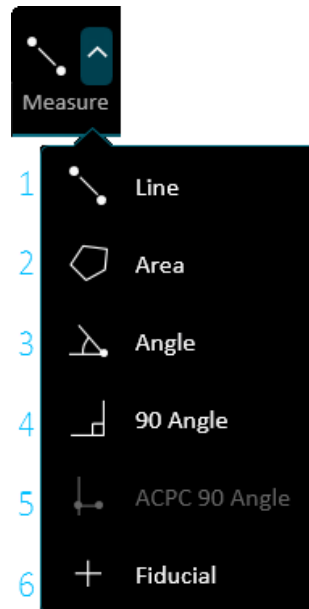 Measure
1 Line
2 Area
3 Angle
4 90 Angle
5 ACPC 90 Angle
6 Fiducial